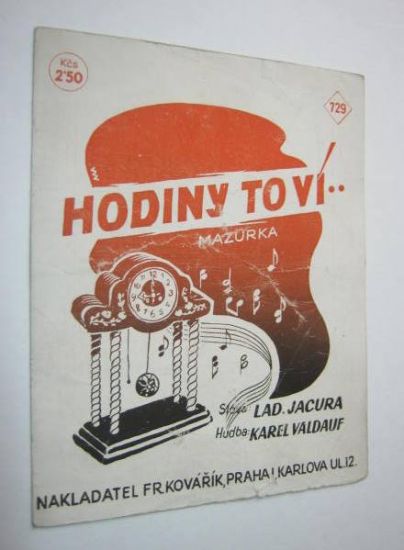 Kčs
2'50
729
HODINY TO VÍ..
MAZURKA
Slova: LAD. JACURA
Hudba: KAREL VALDAUF
NAKLADATEL FR. KOVÁŘÍK, PRAHA I KARLOVA UL. 12.